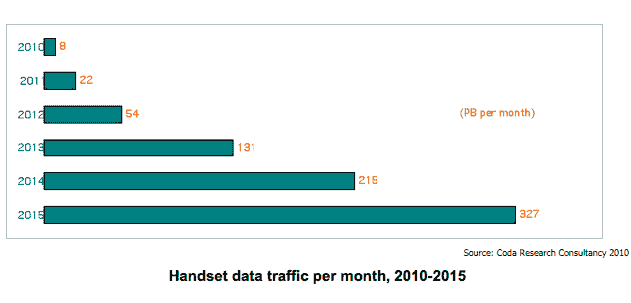 2010 8
2011 22
2012 54
(PB per month)
2013 131
2014 215
2015 327
Source: Coda Research Consultancy 2010
Handset data traffic per month, 2010-2015